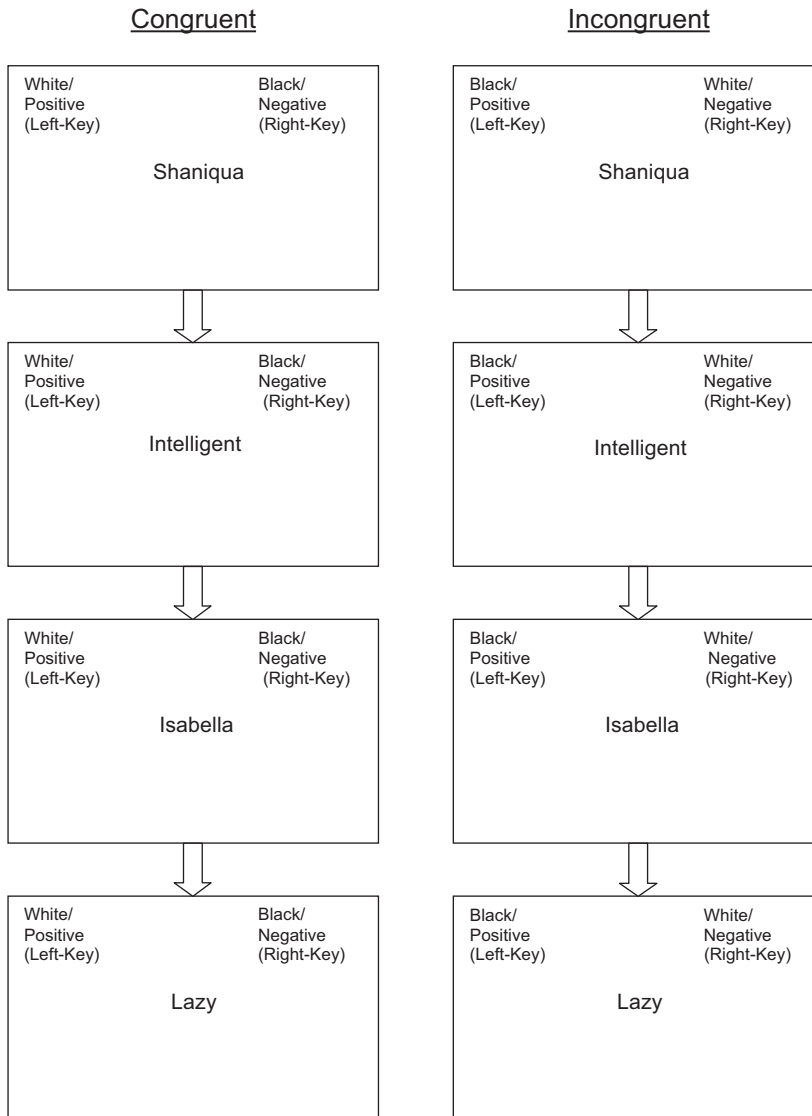 Congruent
Incongruent
White/
Positive
(Left-Key)
Black/
Negative
(Right-Key)
Shaniqua
Black/
Positive
(Left-Key)
White/
Negative
(Right-Key)
Shaniqua
White/
Positive
(Left-Key)
Black/
Negative
(Right-Key)
Intelligent
Black/
Positive
(Left-Key)
White/
Negative
(Right-Key)
Intelligent
White/
Positive
(Left-Key)
Black/
Negative
(Right-Key)
Isabella
Black/
Positive
(Left-Key)
White/
Negative
(Right-Key)
Isabella
White/
Positive
(Left-Key)
Black/
Negative
(Right-Key)
Lazy
Black/
Positive
(Left-Key)
White/
Negative
(Right-Key)
Lazy